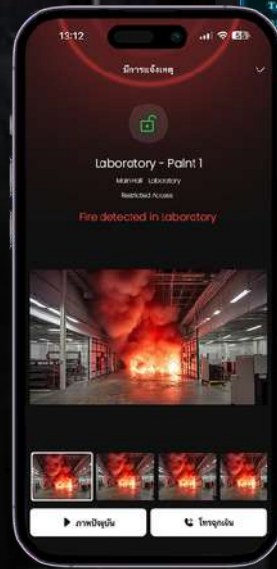 13:12
มีการแจ้งเหตุ
Laboratory - Paint 1
Main Hall Laboratory
Restricted Access
Fire detected in Laboratory
ภาพปัจจุบัน
โทรฉุกเฉิน